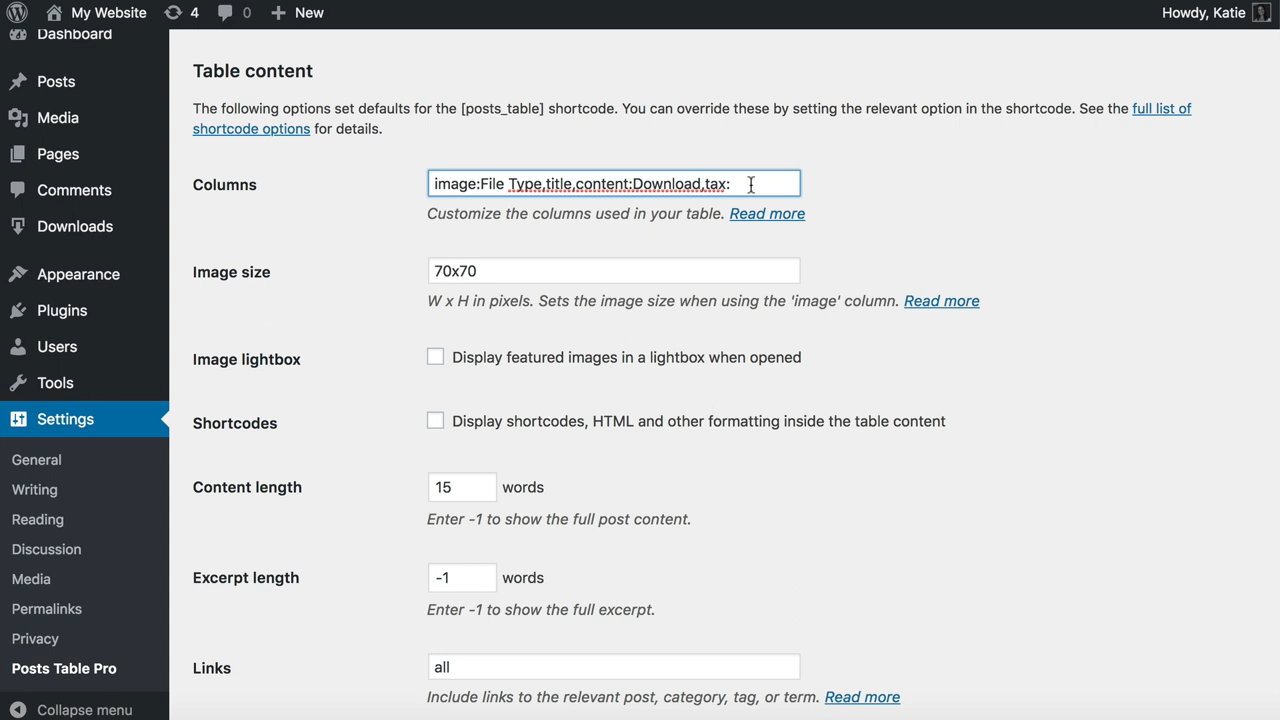 My Website 4 0 New Howdy, Katie
Dashboard
Posts
Media
Pages
Comments
Downloads
Appearance
Plugins
Users
Tools
Settings
General
Writing
Reading
Discussion
Media
Permalinks
Privacy
Posts Table Pro
Collapse menu
Table content
The following options set defaults for the [posts_table] shortcode. You can override these by setting the relevant option in the shortcode. See the full list of
shortcode options for details.
Columns
image:File Type,title,content:Download,tax:
Customize the columns used in your table. Read more
Image size
70x70
W x H in pixels. Sets the image size when using the 'image' column. Read more
Image lightbox
Display featured images in a lightbox when opened
Shortcodes
Display shortcodes, HTML and other formatting inside the table content
Content length
15 words
Enter -1 to show the full post content.
Excerpt length
-1 words
Enter -1 to show the full excerpt.
Links
all
Include links to the relevant post, category, tag, or term. Read more